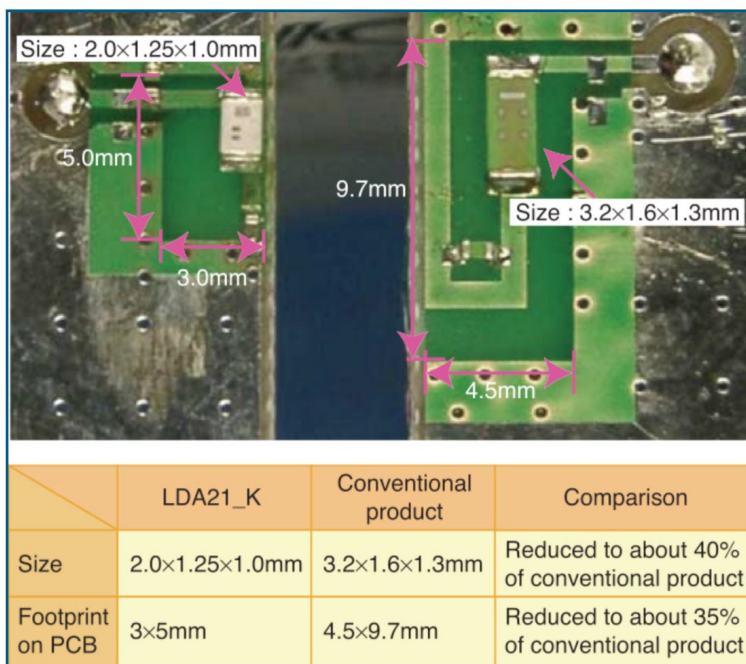 Size : 2.0×1.25×1.0mm
5.0mm
3.0mm
9.7mm
Size : 3.2×1.6×1.3mm
4.5mm
LDA21_K
Conventional
product
Comparison
Size
2.0×1.25×1.0mm
3.2×1.6×1.3mm
Reduced to about 40%
of conventional product
Footprint
on PCB
3×5mm
4.5×9.7mm
Reduced to about 35%
of conventional product